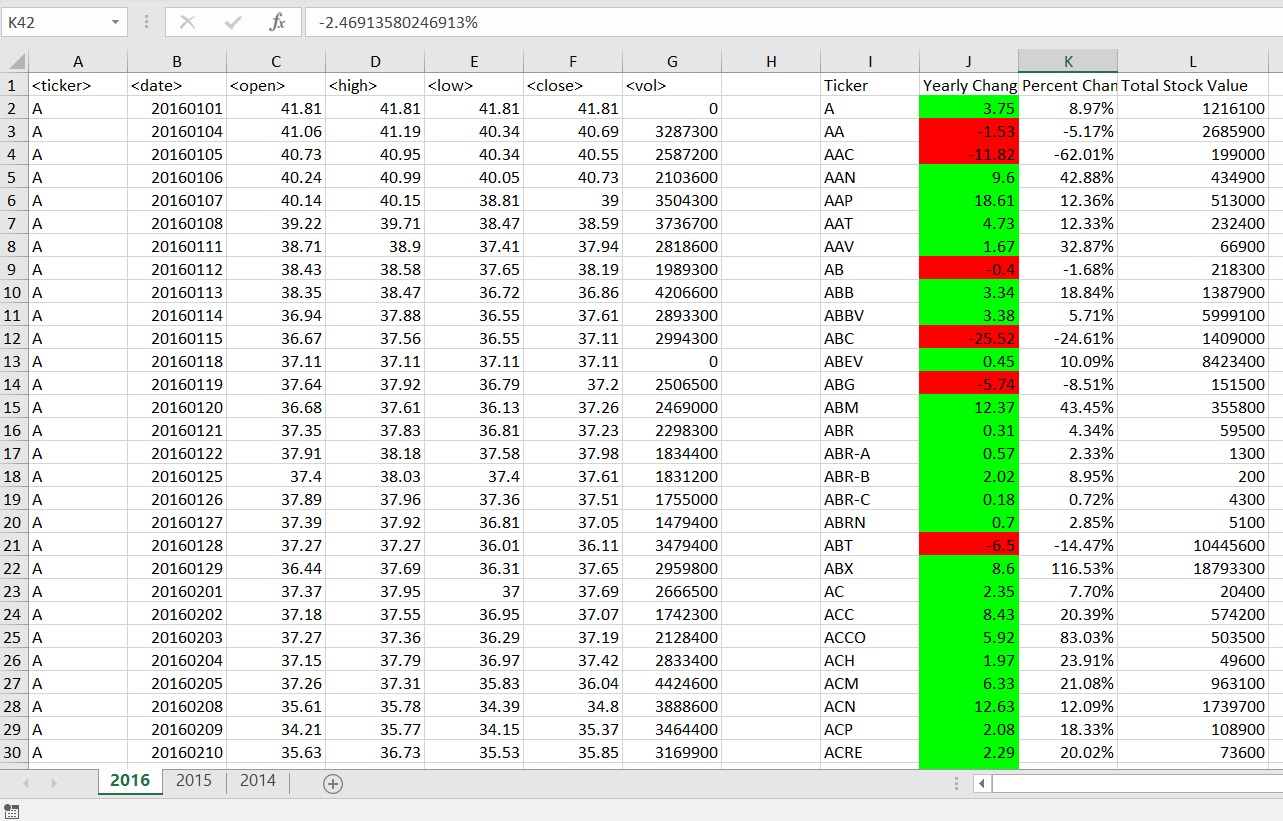 K42 fx -2.46913580246913%
A B C D E F G H I J K L
1 <ticker> <date> <open> <high> <low> <close> <vol> Ticker Yearly Chang Percent Chan Total Stock Value
2 A 20160101 41.81 41.81 41.81 41.81 0 A 3.75 8.97% 1216100
3 A 20160104 41.06 41.19 40.34 40.69 3287300 AA -1.53 -5.17% 2685900
4 A 20160105 40.73 40.95 40.34 40.55 2587200 AAC -11.82 -62.01% 199000
5 A 20160106 40.24 40.99 40.05 40.73 2103600 AAN 9.6 42.88% 434900
6 A 20160107 40.14 40.15 38.81 39 3504300 AAP 18.61 12.36% 513000
7 A 20160108 39.22 39.71 38.47 38.59 3736700 AAT 4.73 12.33% 232400
8 A 20160111 38.71 38.9 37.41 37.94 2818600 AAV 1.67 32.87% 66900
9 A 20160112 38.43 38.58 37.65 38.19 1989300 AB -0.4 -1.68% 218300
10 A 20160113 38.35 38.47 36.72 36.86 4206600 ABB 3.34 18.84% 1387900
11 A 20160114 36.94 37.88 36.55 37.61 2893300 ABBV 3.38 5.71% 5999100
12 A 20160115 36.67 37.56 36.55 37.11 2994300 ABC -25.52 -24.61% 1409000
13 A 20160118 37.11 37.11 37.11 37.11 0 ABEV 0.45 10.09% 8423400
14 A 20160119 37.64 37.92 36.79 37.2 2506500 ABG -5.74 -8.51% 151500
15 A 20160120 36.68 37.61 36.13 37.26 2469000 ABM 12.37 43.45% 355800
16 A 20160121 37.35 37.83 36.81 37.23 2298300 ABR 0.31 4.34% 59500
17 A 20160122 37.91 38.18 37.58 37.98 1834400 ABR-A 0.57 2.33% 1300
18 A 20160125 37.4 38.03 37.4 37.61 1831200 ABR-B 2.02 8.95% 200
19 A 20160126 37.89 37.96 37.36 37.51 1755000 ABR-C 0.18 0.72% 4300
20 A 20160127 37.39 37.92 36.81 37.05 1479400 ABRN 0.7 2.85% 5100
21 A 20160128 37.27 37.27 36.01 36.11 3479400 ABT -6.5 -14.47% 10445600
22 A 20160129 36.44 37.69 36.31 37.65 2959800 ABX 8.6 116.53% 18793300
23 A 20160201 37.37 37.95 37 37.69 2666500 AC 2.35 7.70% 20400
24 A 20160202 37.18 37.55 36.95 37.07 1742300 ACC 8.43 20.39% 574200
25 A 20160203 37.27 37.36 36.29 37.19 2128400 ACCO 5.92 83.03% 503500
26 A 20160204 37.15 37.79 36.97 37.42 2833400 ACH 1.97 23.91% 49600
27 A 20160205 37.26 37.31 35.83 36.04 4424600 ACM 6.33 21.08% 963100
28 A 20160208 35.61 35.78 34.39 34.8 3888600 ACN 12.63 12.09% 1739700
29 A 20160209 34.21 35.77 34.15 35.37 3464400 ACP 2.08 18.33% 108900
30 A 20160210 35.63 36.73 35.53 35.85 3169900 ACRE 2.29 20.02% 73600
2016 2015 2014